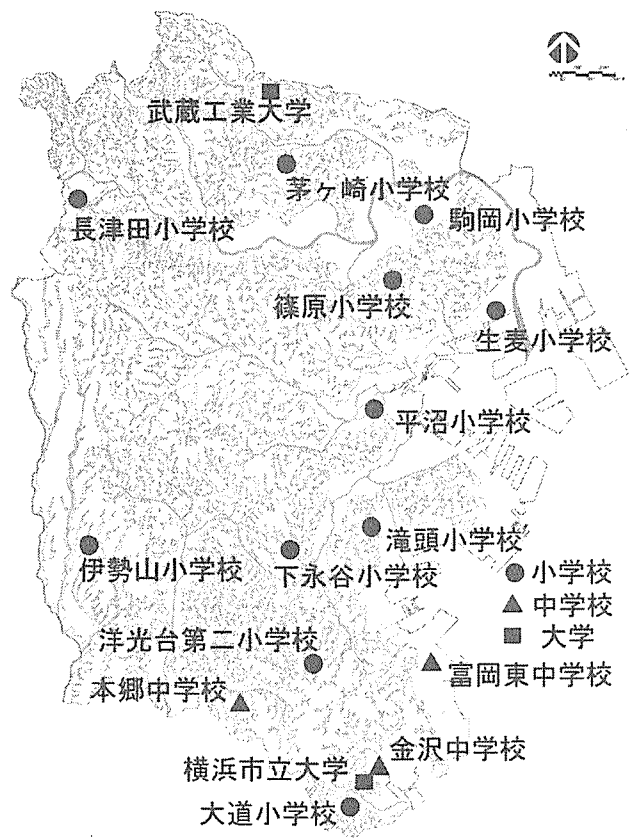 武蔵工業大学
茅ヶ崎小学校
長津田小学校
駒岡小学校
篠原小学校
生麦小学校
平沼小学校
滝頭小学校
伊勢山小学校
下永谷小学校
小学校
中学校
大学
洋光台第二小学校
富岡東中学校
本郷中学校
金沢中学校
横浜市立大学
大道小学校